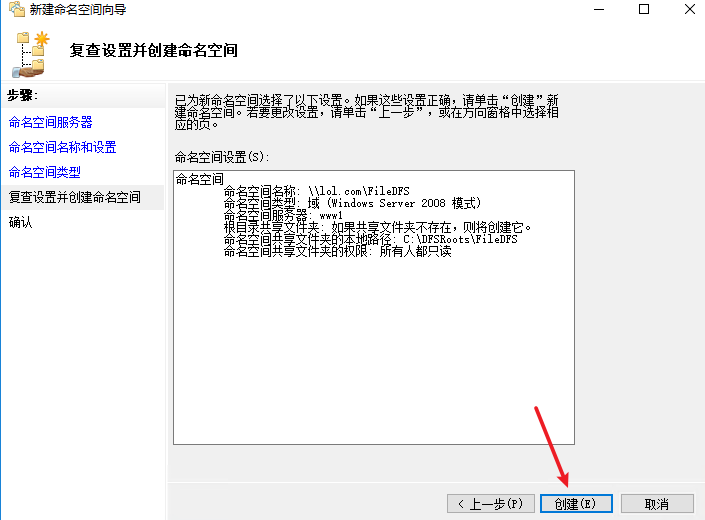 新建命名空间向导
复查设置并创建命名空间
步骤:
命名空间服务器
命名空间名称和设置
命名空间类型
复查设置并创建命名空间
确认
已为新命名空间选择了以下设置。如果这些设置正确,请单击“创建”新
建命名空间。若要更改设置,请单击“上一步”,或在方向窗格中选择相
应的页。
命名空间设置(S):
命名空间
命名空间名称: \\lol.com\FileDFS
命名空间类型: 域 (Windows Server 2008 模式)
命名空间服务器: www1
根目录共享文件夹: 如果共享文件夹不存在,则将创建它。
命名空间共享文件夹的本地路径: C:\DFSRoots\FileDFS
命名空间共享文件夹的权限: 所有人都只读
< 上一步(P) 创建(E) 取消